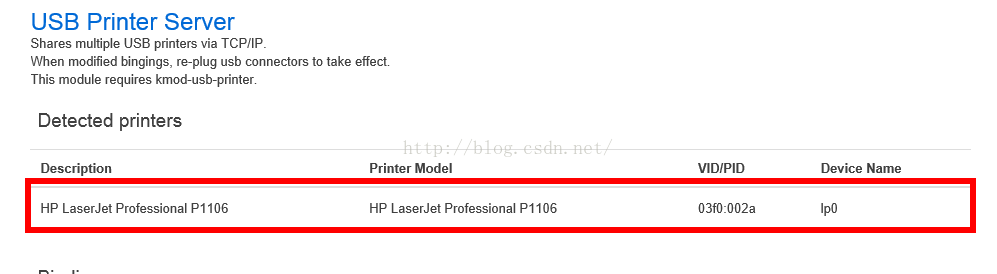 USB Printer Server
Shares multiple USB printers via TCP/IP.
When modified bingings, re-plug usb connectors to take effect.
This module requires kmod-usb-printer.
Detected printers
http://blog.csdn.net/
Description Printer Model VID/PID Device Name
HP LaserJet Professional P1106 HP LaserJet Professional P1106 03f0:002a lp0